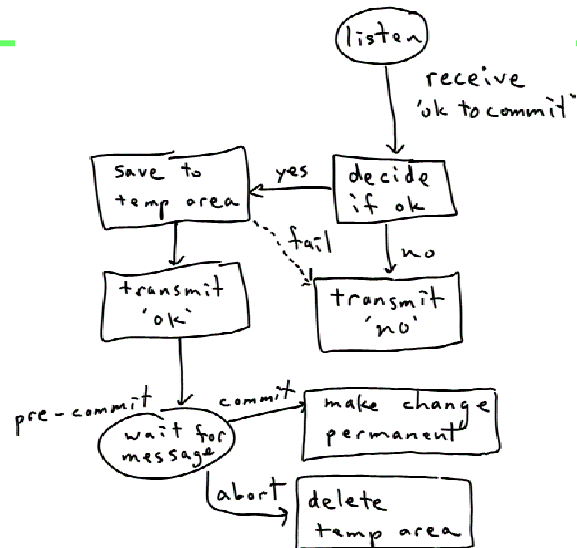 listen
receive
'ok to commit'
save to
temp area
yes
decide
if ok
fail
no
transmit
'ok'
transmit
'no'
pre-commit
commit
wait for
message
make change
permanent
abort
delete
temp area